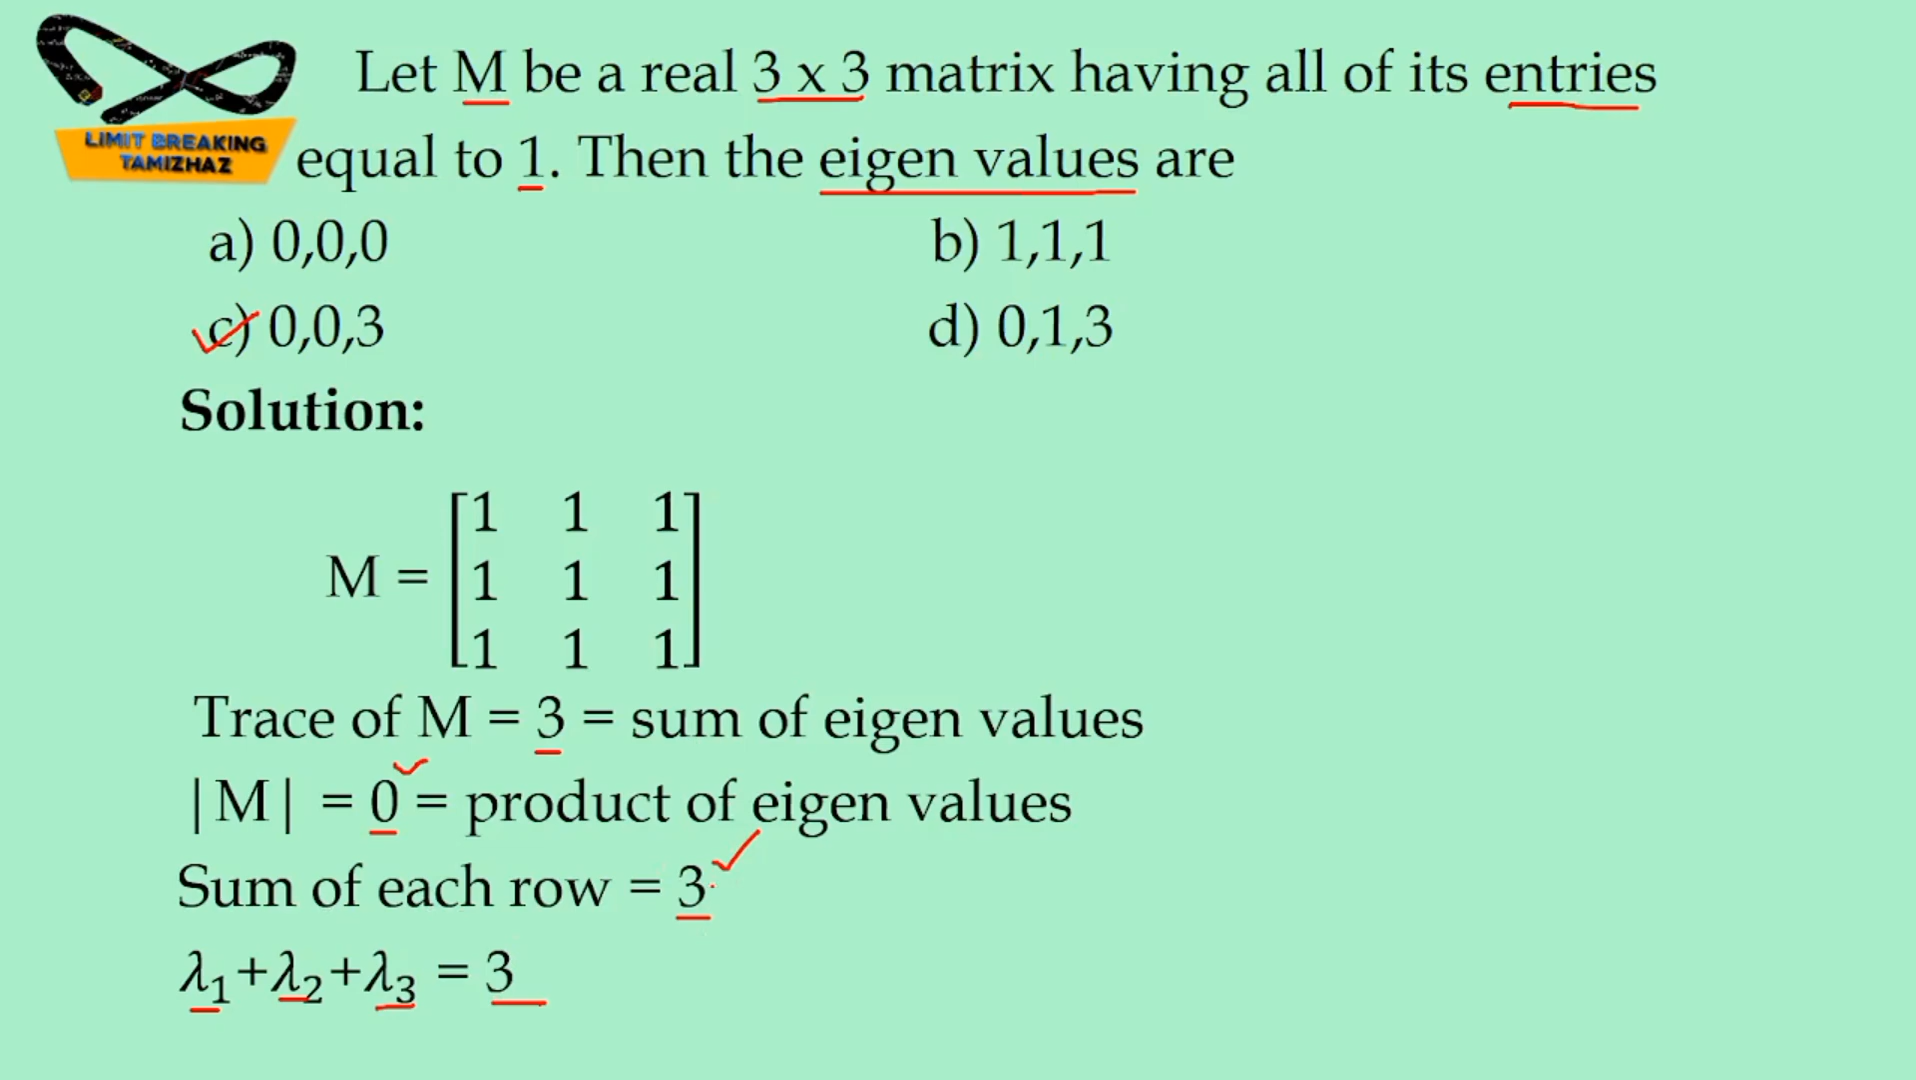 LIMIT BREAKING
TAMIZHAZ
Let M be a real 3 x 3 matrix having all of its entries
equal to 1. Then the eigen values are
a) 0,0,0 b) 1,1,1
c) 0,0,3 d) 0,1,3
Solution:
M = [1 1 1
1 1 1
1 1 1]
Trace of M = 3 = sum of eigen values
|M| = 0 = product of eigen values
Sum of each row = 3
λ₁+λ₂+λ₃ = 3